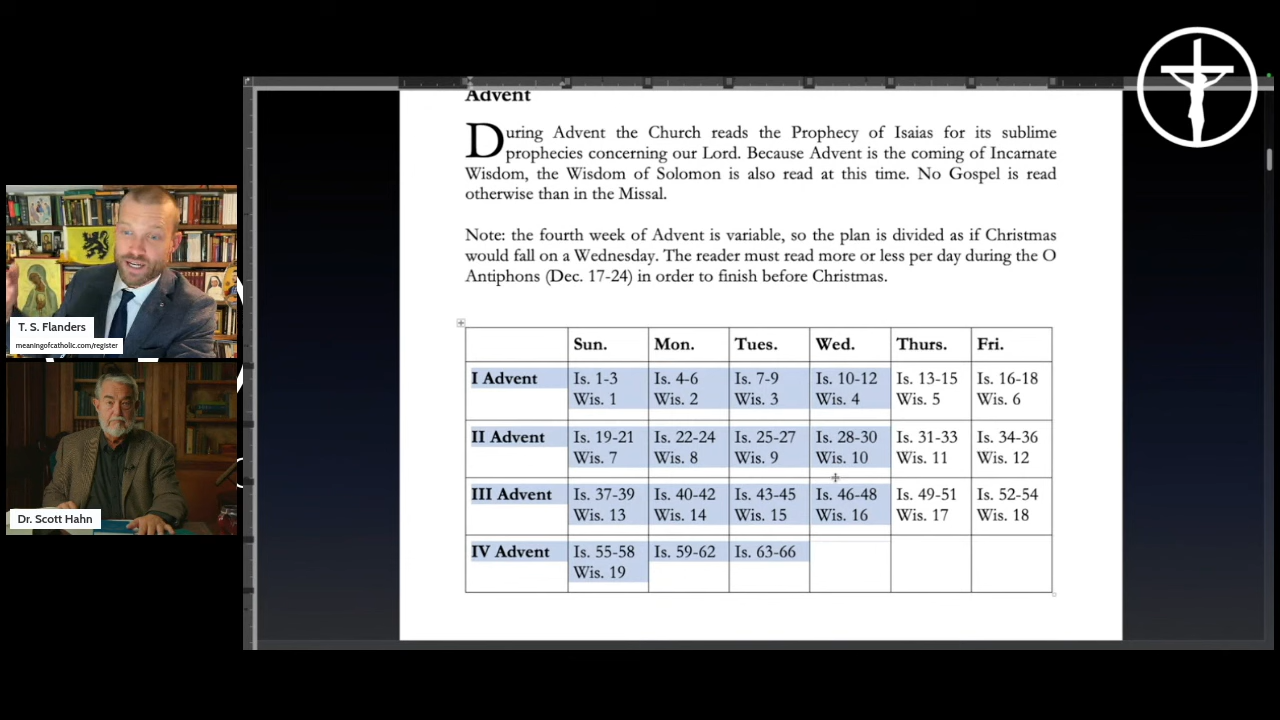 Advent
During Advent the Church reads the Prophecy of Isaias for its sublime
prophecies concerning our Lord. Because Advent is the coming of Incarnate
Wisdom, the Wisdom of Solomon is also read at this time. No Gospel is read
otherwise than in the Missal.
Note: the fourth week of Advent is variable, so the plan is divided as if Christmas
would fall on a Wednesday. The reader must read more or less per day during the O
Antiphons (Dec. 17-24) in order to finish before Christmas.
Sun. Mon. Tues. Wed. Thurs. Fri.
I Advent Is. 1-3 Is. 4-6 Is. 7-9 Is. 10-12 Is. 13-15 Is. 16-18
Wis. 1 Wis. 2 Wis. 3 Wis. 4 Wis. 5 Wis. 6
II Advent Is. 19-21 Is. 22-24 Is. 25-27 Is. 28-30 Is. 31-33 Is. 34-36
Wis. 7 Wis. 8 Wis. 9 Wis. 10 Wis. 11 Wis. 12
III Advent Is. 37-39 Is. 40-42 Is. 43-45 Is. 46-48 Is. 49-51 Is. 52-54
Wis. 13 Wis. 14 Wis. 15 Wis. 16 Wis. 17 Wis. 18
IV Advent Is. 55-58 Is. 59-62 Is. 63-66
Wis. 19
T. S. Flanders
meaningofcatholic.com/register
Dr. Scott Hahn